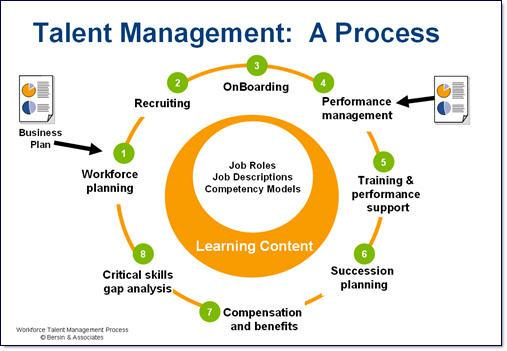 Talent Management: A Process
3
OnBoarding
2
Recruiting
4
Performance
management
Business
Plan
1
Workforce
planning
Job Roles
Job Descriptions
Competency Models
Learning Content
5
Training &
performance
support
6
Succession
planning
8
Critical skills
gap analysis
7
Compensation
and benefits
Workforce Talent Management Process
© Bersin & Associates